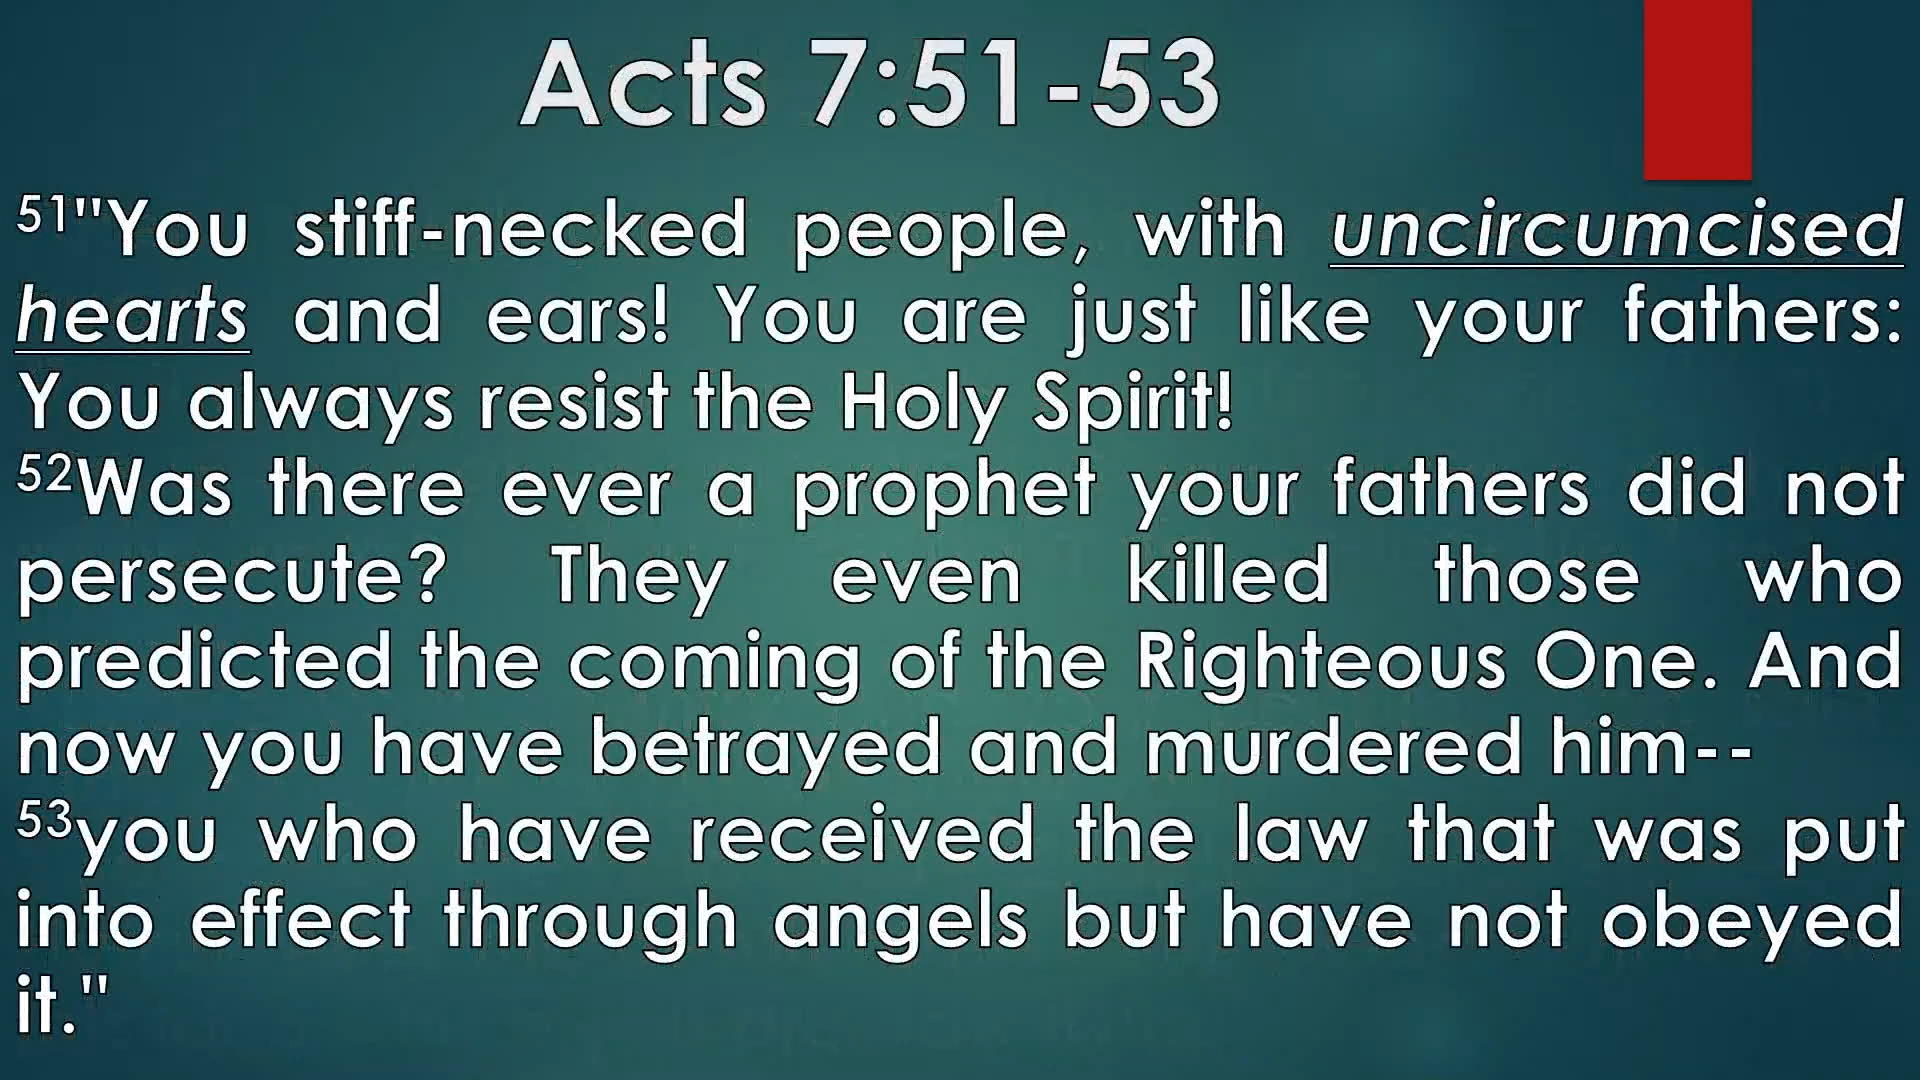 Acts 7:51-53
51"You stiff-necked people, with uncircumcised
hearts and ears! You are just like your fathers:
You always resist the Holy Spirit!
52Was there ever a prophet your fathers did not
persecute? They even killed those who
predicted the coming of the Righteous One. And
now you have betrayed and murdered him--
53you who have received the law that was put
into effect through angels but have not obeyed
it."